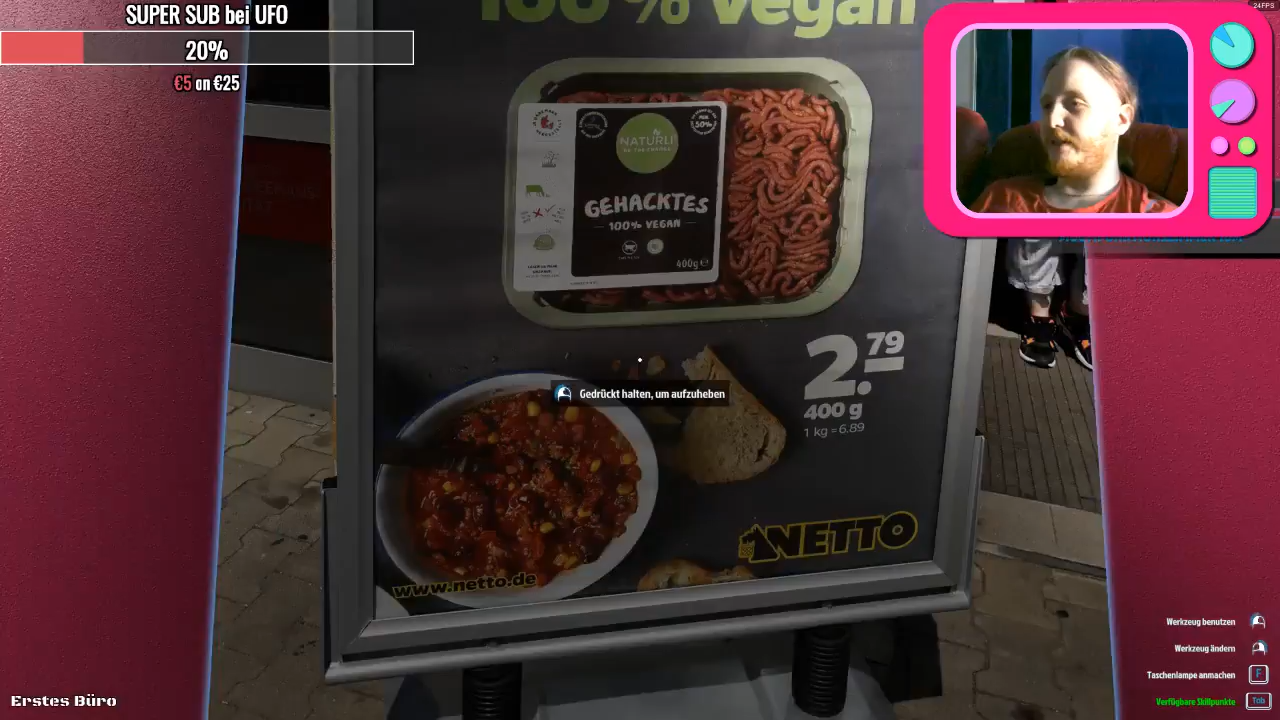 SUPER SUB bei UFO
20%
€5 on €25
24FPS
100% vegan
NATURLI
GEHACKTES
100% VEGAN
50%
400g e
2.79
400 g
1 kg = 6.89
Gedrückt halten, um aufzuheben
NETTO
www.netto.de
Werkzeug benutzen
Werkzeug ändern
Taschenlampe anmachen
F
Verfügbare Skillpunkte
Tab
Erstes Büro